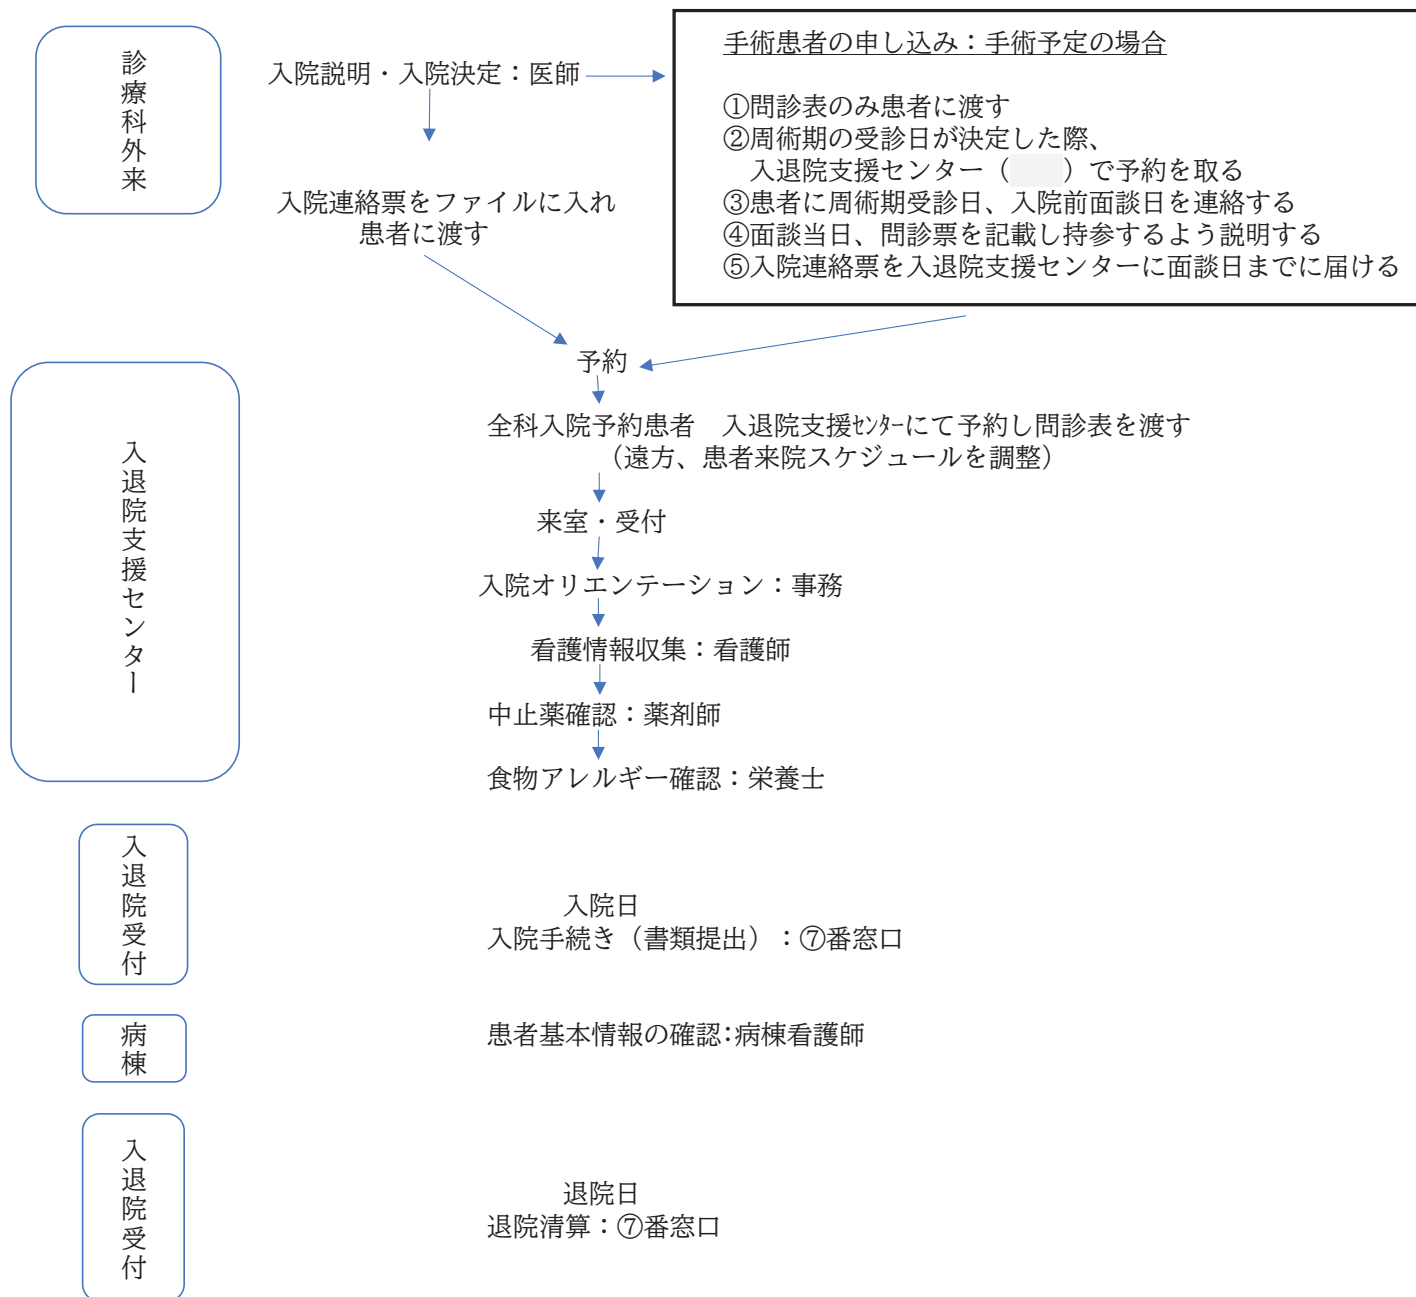 診療科外来
入院説明・入院決定：医師
入院連絡票をファイルに入れ
患者に渡す
手術患者の申し込み：手術予定の場合
①問診表のみ患者に渡す
②周術期の受診日が決定した際、
入退院支援センター（　　）で予約を取る
③患者に周術期受診日、入院前面談日を連絡する
④面談当日、問診票を記載し持参するよう説明する
⑤入院連絡票を入退院支援センターに面談日までに届ける
入退院支援センター
予約
全科入院予約患者　入退院支援ｾﾝﾀｰにて予約し問診表を渡す
（遠方、患者来院スケジュールを調整）
来室・受付
入院オリエンテーション：事務
看護情報収集：看護師
中止薬確認：薬剤師
食物アレルギー確認：栄養士
入退院受付
入院日
入院手続き（書類提出）：⑦番窓口
病棟
患者基本情報の確認:病棟看護師
入退院受付
退院日
退院清算：⑦番窓口